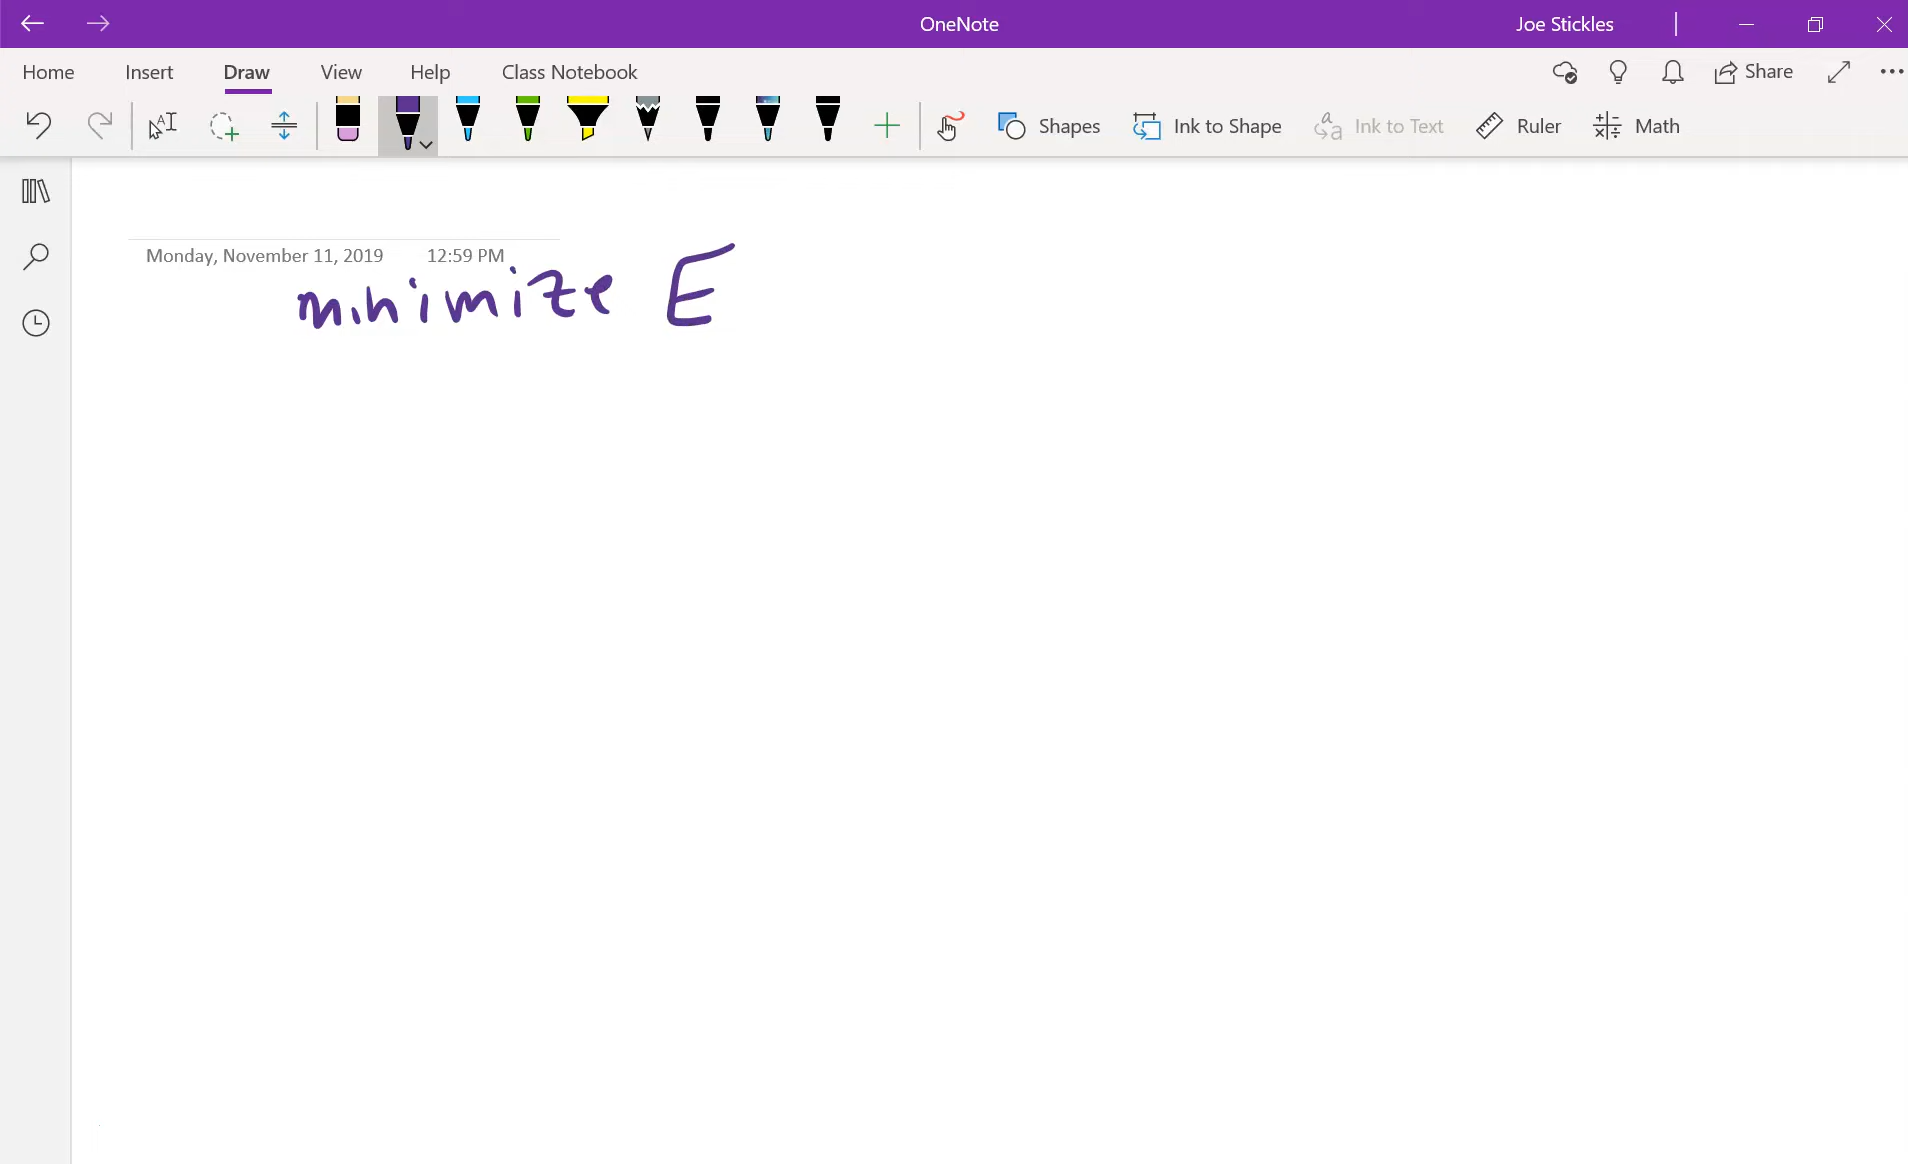 OneNote
Joe Stickles
Home Insert Draw View Help Class Notebook
Share
Shapes Ink to Shape Ink to Text Ruler Math
Monday, November 11, 2019 12:59 PM
minimize E